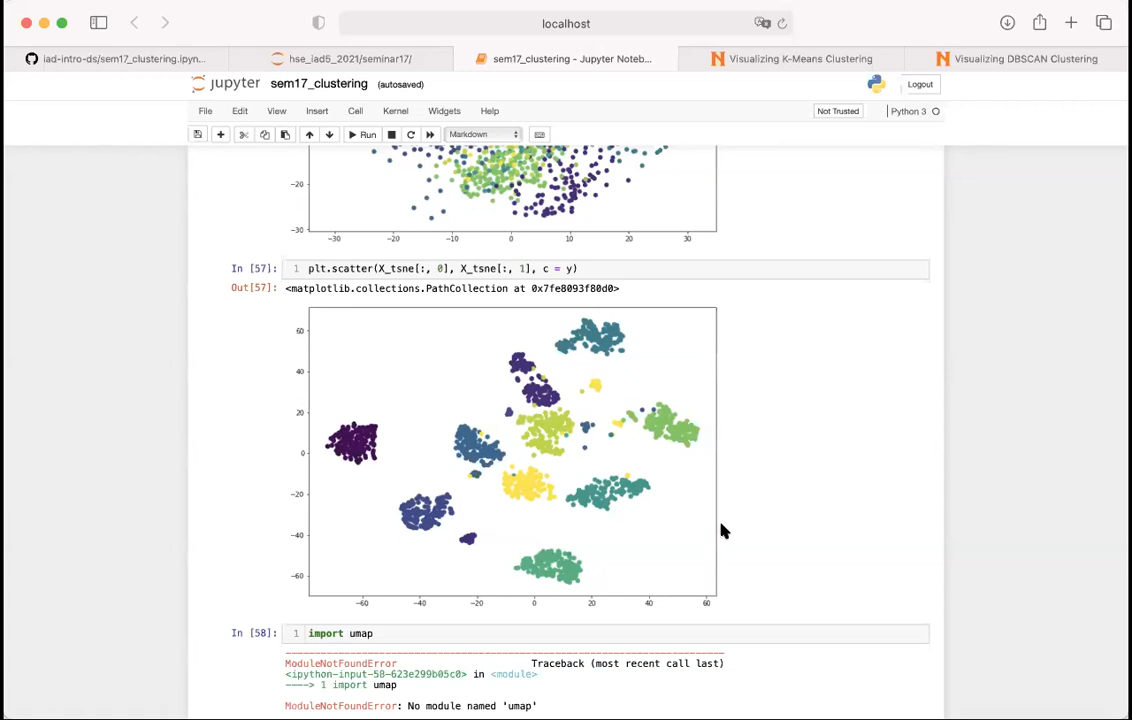 localhost
iad-intro-ds/sem17_clustering.ipyn...
hse_iad5_2021/seminar17/
sem17_clustering - Jupyter Noteb...
Visualizing K-Means Clustering
Visualizing DBSCAN Clustering
jupyter sem17_clustering (autosaved)
Logout
File Edit View Insert Cell Kernel Widgets Help
Not Trusted
Python 3
Run
Markdown
−20
−30
−30 −20 −10 0 10 20 30
In [57]: 1 plt.scatter(X_tsne[:, 0], X_tsne[:, 1], c = y)
Out[57]: <matplotlib.collections.PathCollection at 0x7fe8093f80d0>
60
40
20
0
−20
−40
−60
−60 −40 −20 0 20 40 60
In [58]: 1 import umap
ModuleNotFoundError Traceback (most recent call last)
<ipython-input-58-623e299b05c0> in <module>
----> 1 import umap
ModuleNotFoundError: No module named 'umap'